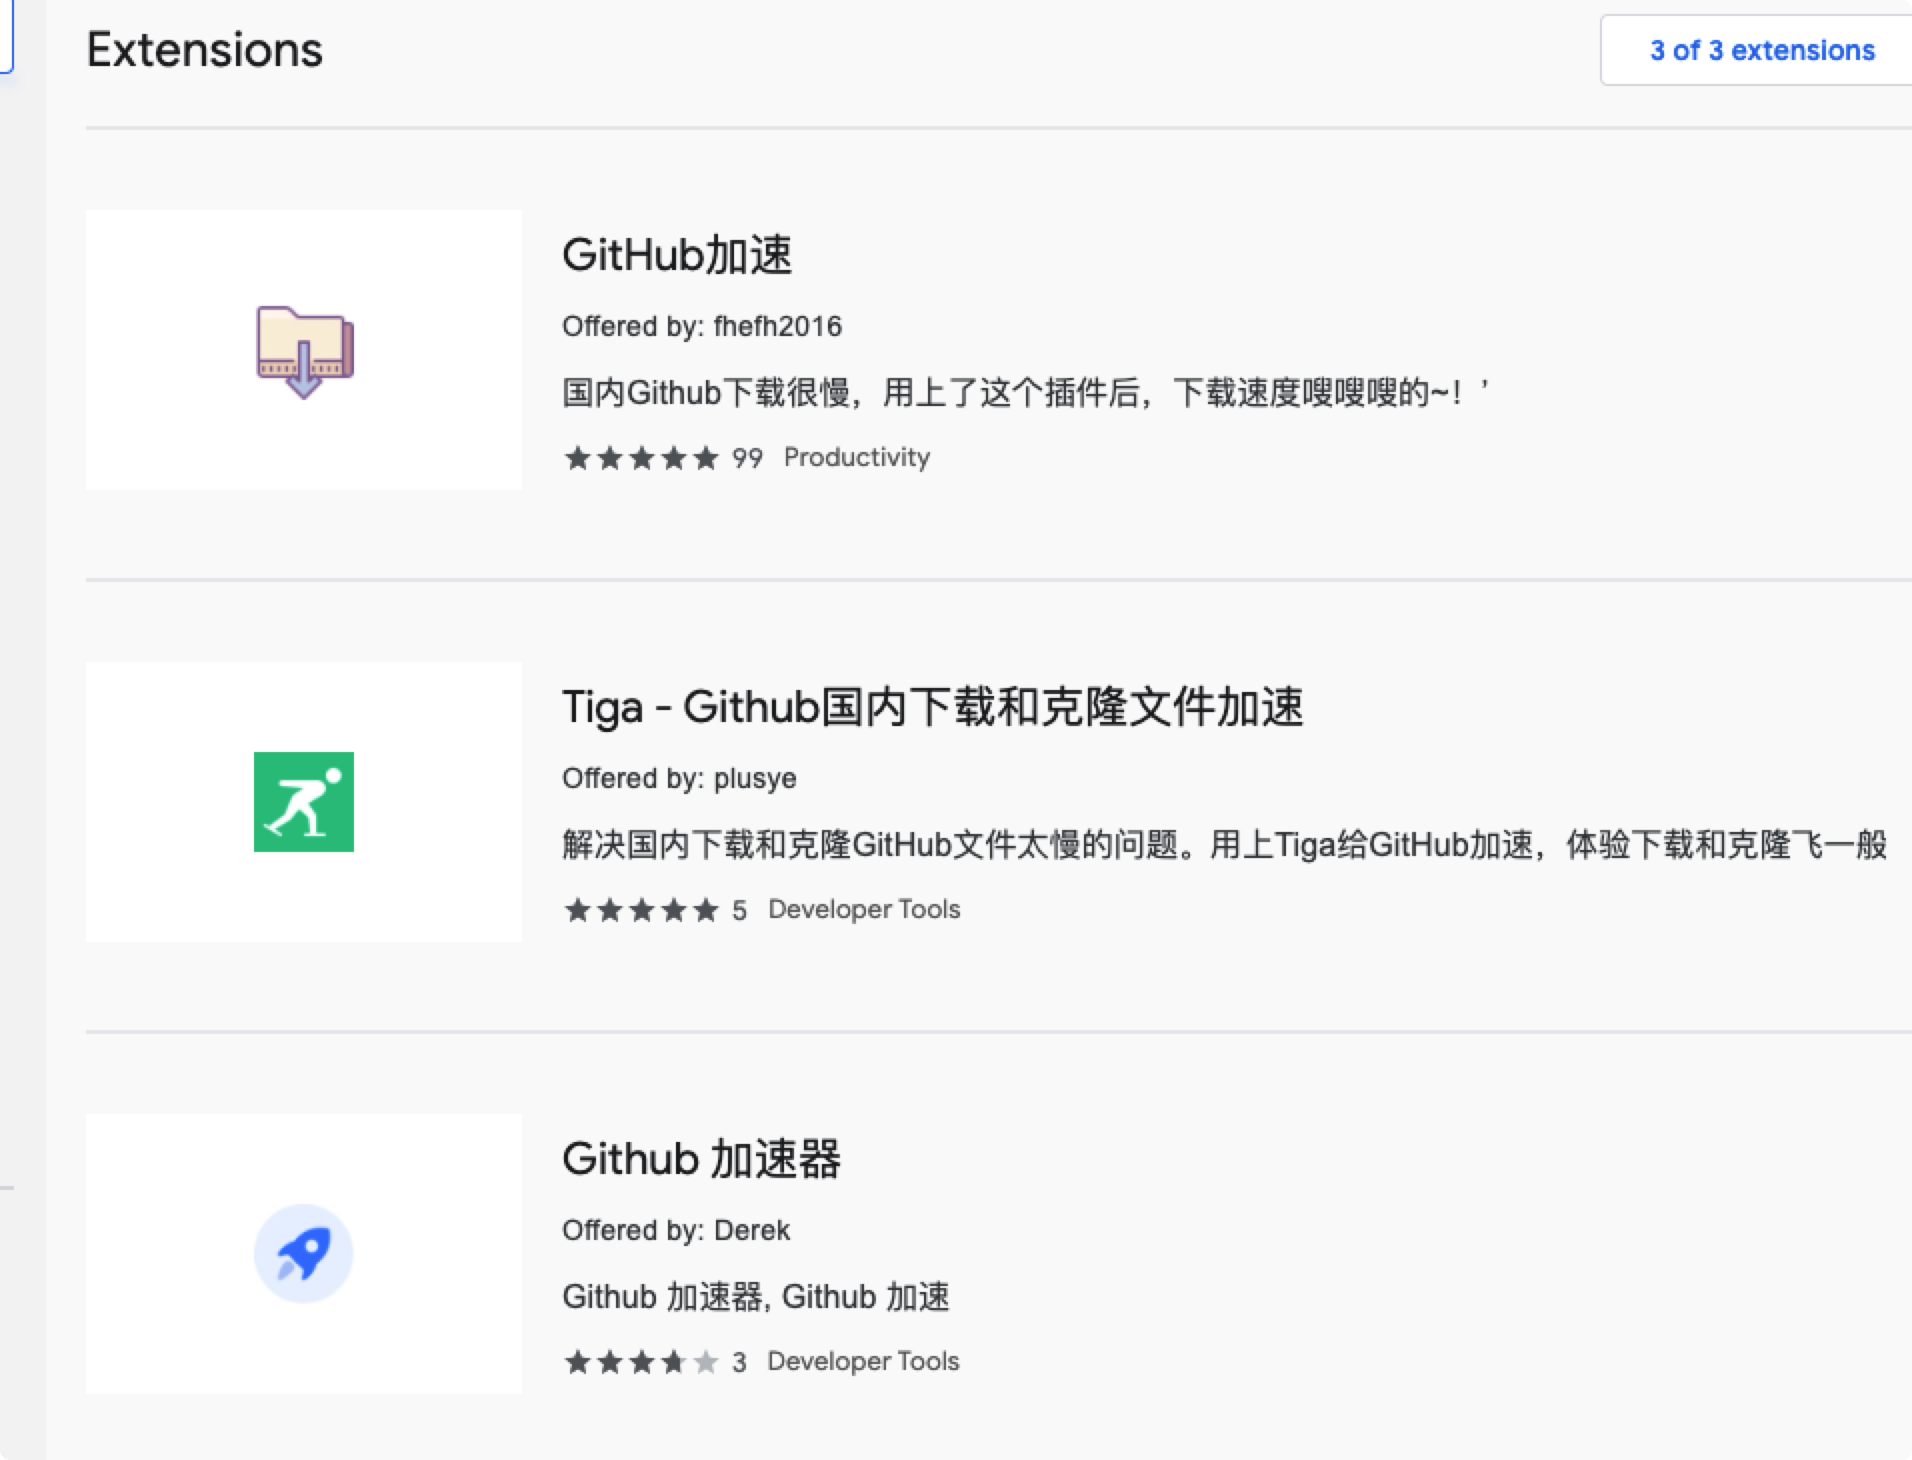 Extensions
3 of 3 extensions
GitHub加速
Offered by: fhefh2016
国内Github下载很慢，用上了这个插件后，下载速度嗖嗖嗖的~！’
99 Productivity
Tiga - Github国内下载和克隆文件加速
Offered by: plusye
解决国内下载和克隆GitHub文件太慢的问题。用上Tiga给GitHub加速，体验下载和克隆飞一般
5 Developer Tools
Github 加速器
Offered by: Derek
Github 加速器, Github 加速
3 Developer Tools